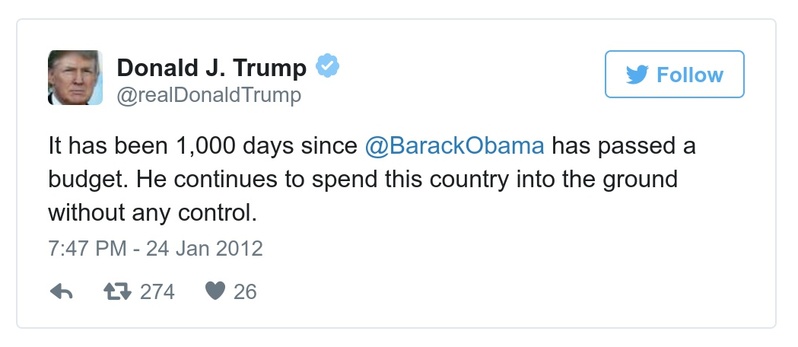 Donald J. Trump
@realDonaldTrump
Follow
It has been 1,000 days since @BarackObama has passed a
budget. He continues to spend this country into the ground
without any control.
7:47 PM - 24 Jan 2012
274 26